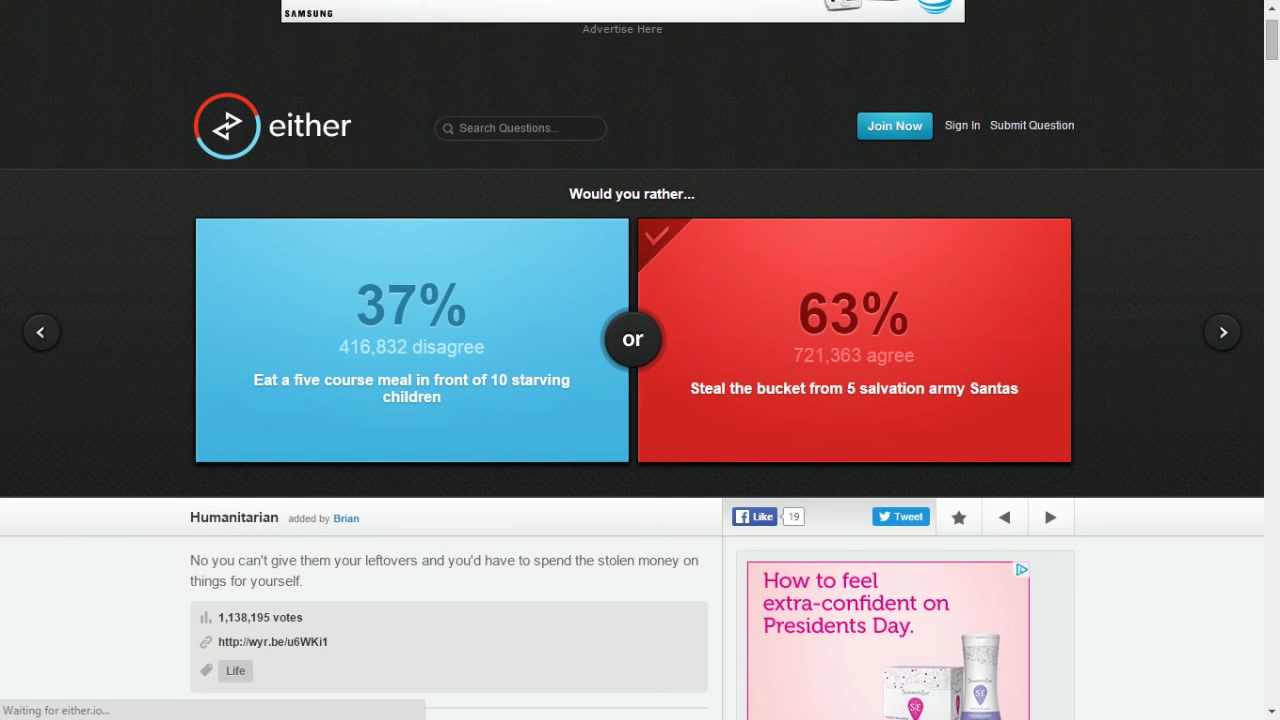 SAMSUNG
Advertise Here
either
Search Questions...
Join Now
Sign In
Submit Question
Would you rather...
37%
416,832 disagree
Eat a five course meal in front of 10 starving
children
or
63%
721,363 agree
Steal the bucket from 5 salvation army Santas
Humanitarian
added by Brian
Like
19
Tweet
No you can't give them your leftovers and you'd have to spend the stolen money on
things for yourself.
1,138,195 votes
http://wyr.be/u6WKi1
Life
How to feel
extra-confident on
Presidents Day.
Waiting for either.io...